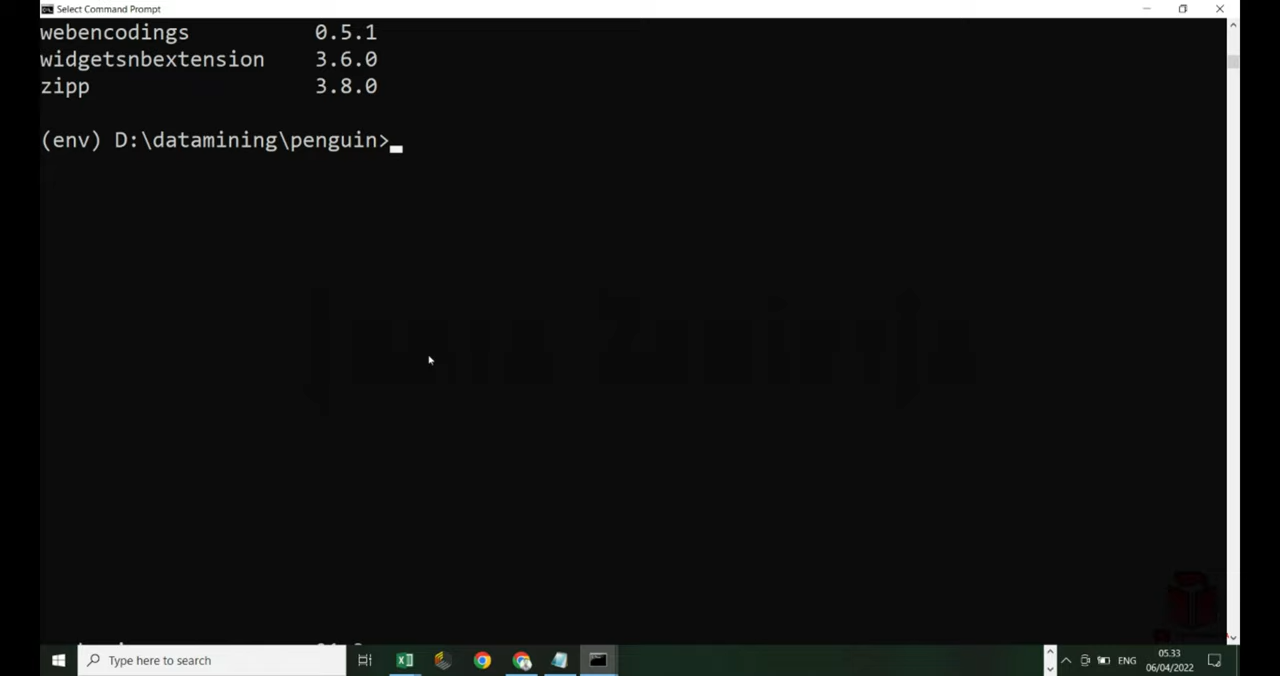 Select Command Prompt
webencodings 0.5.1
widgetsnbextension 3.6.0
zipp 3.8.0
(env) D:\datamining\penguin>
Type here to search
ENG
05.33
06/04/2022